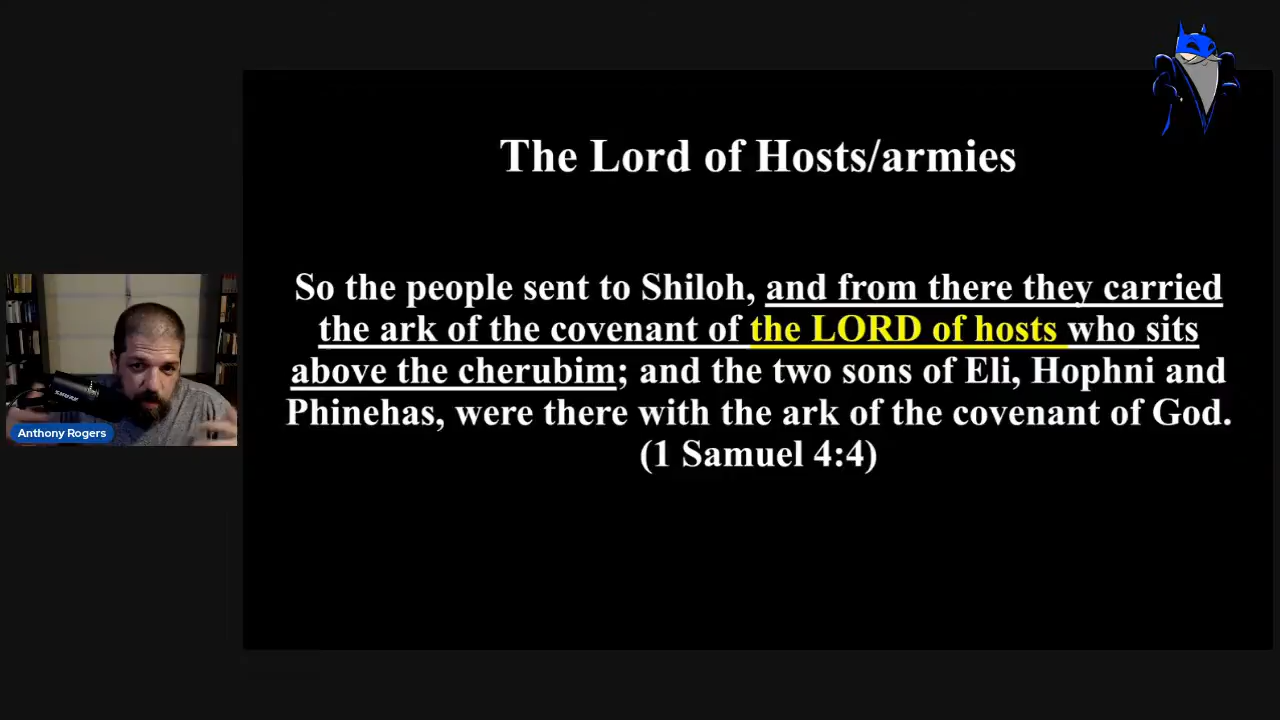 The Lord of Hosts/armies
So the people sent to Shiloh, and from there they carried
the ark of the covenant of the LORD of hosts who sits
above the cherubim; and the two sons of Eli, Hophni and
Phinehas, were there with the ark of the covenant of God.
(1 Samuel 4:4)
SHURE
Anthony Rogers